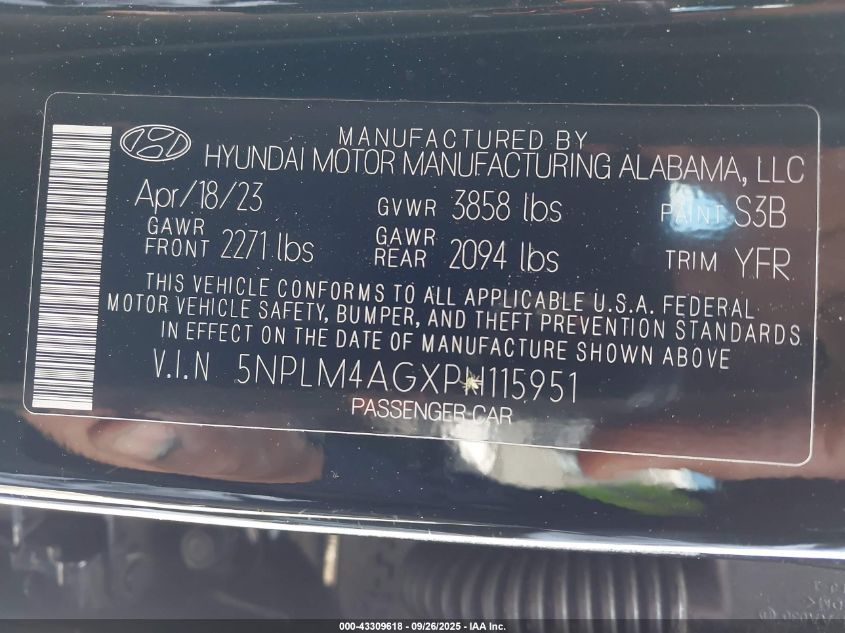 MANUFACTURED BY
HYUNDAI MOTOR MANUFACTURING ALABAMA, LLC
Apr/18/23 GVWR 3858 lbs PAINT S3B
GAWR FRONT 2271 lbs GAWR REAR 2094 lbs TRIM YFR
THIS VEHICLE CONFORMS TO ALL APPLICABLE U.S.A. FEDERAL
MOTOR VEHICLE SAFETY, BUMPER, AND THEFT PREVENTION STANDARDS
IN EFFECT ON THE DATE OF MANUFACTURE SHOWN ABOVE
V.I.N 5NPLM4AGXPH115951
PASSENGER CAR
000-43309618 - 09/26/2025 - IAA Inc.